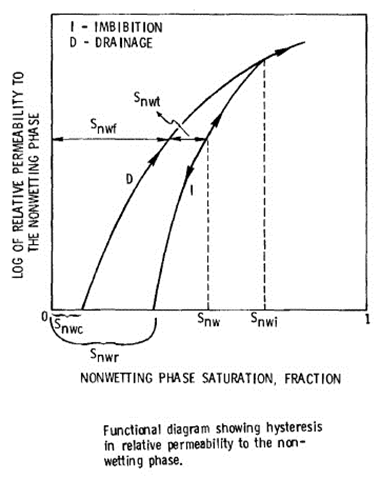 I - IMBIBITION
D - DRAINAGE
Snwt
Snwf
D
I
LOG OF RELATIVE PERMEABILITY TO
THE NONWETTING PHASE
0
Snwc
Snw
Snwi
1
Snwr
NONWETTING PHASE SATURATION, FRACTION
Functional diagram showing hysteresis
in relative permeability to the non-
wetting phase.